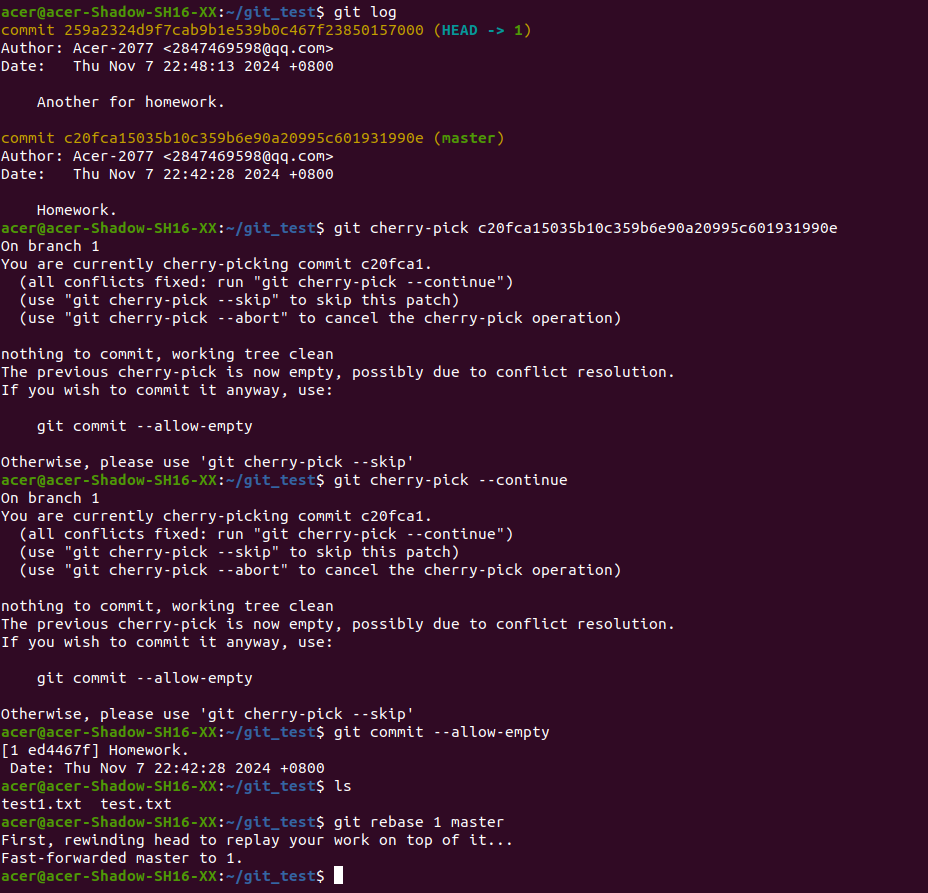 acer@acer-Shadow-SH16-XX:~/git_test$ git log
commit 259a2324d9f7cab9b1e539b0c467f23850157000 (HEAD -> 1)
Author: Acer-2077 <2847469598@qq.com>
Date:   Thu Nov 7 22:48:13 2024 +0800
    Another for homework.
commit c20fca15035b10c359b6e90a20995c601931990e (master)
Author: Acer-2077 <2847469598@qq.com>
Date:   Thu Nov 7 22:42:28 2024 +0800
    Homework.
acer@acer-Shadow-SH16-XX:~/git_test$ git cherry-pick c20fca15035b10c359b6e90a20995c601931990e
On branch 1
You are currently cherry-picking commit c20fca1.
  (all conflicts fixed: run "git cherry-pick --continue")
  (use "git cherry-pick --skip" to skip this patch)
  (use "git cherry-pick --abort" to cancel the cherry-pick operation)
nothing to commit, working tree clean
The previous cherry-pick is now empty, possibly due to conflict resolution.
If you wish to commit it anyway, use:
    git commit --allow-empty
Otherwise, please use 'git cherry-pick --skip'
acer@acer-Shadow-SH16-XX:~/git_test$ git cherry-pick --continue
On branch 1
You are currently cherry-picking commit c20fca1.
  (all conflicts fixed: run "git cherry-pick --continue")
  (use "git cherry-pick --skip" to skip this patch)
  (use "git cherry-pick --abort" to cancel the cherry-pick operation)
nothing to commit, working tree clean
The previous cherry-pick is now empty, possibly due to conflict resolution.
If you wish to commit it anyway, use:
    git commit --allow-empty
Otherwise, please use 'git cherry-pick --skip'
acer@acer-Shadow-SH16-XX:~/git_test$ git commit --allow-empty
[1 ed4467f] Homework.
 Date: Thu Nov 7 22:42:28 2024 +0800
acer@acer-Shadow-SH16-XX:~/git_test$ ls
test1.txt  test.txt
acer@acer-Shadow-SH16-XX:~/git_test$ git rebase 1 master
First, rewinding head to replay your work on top of it...
Fast-forwarded master to 1.
acer@acer-Shadow-SH16-XX:~/git_test$